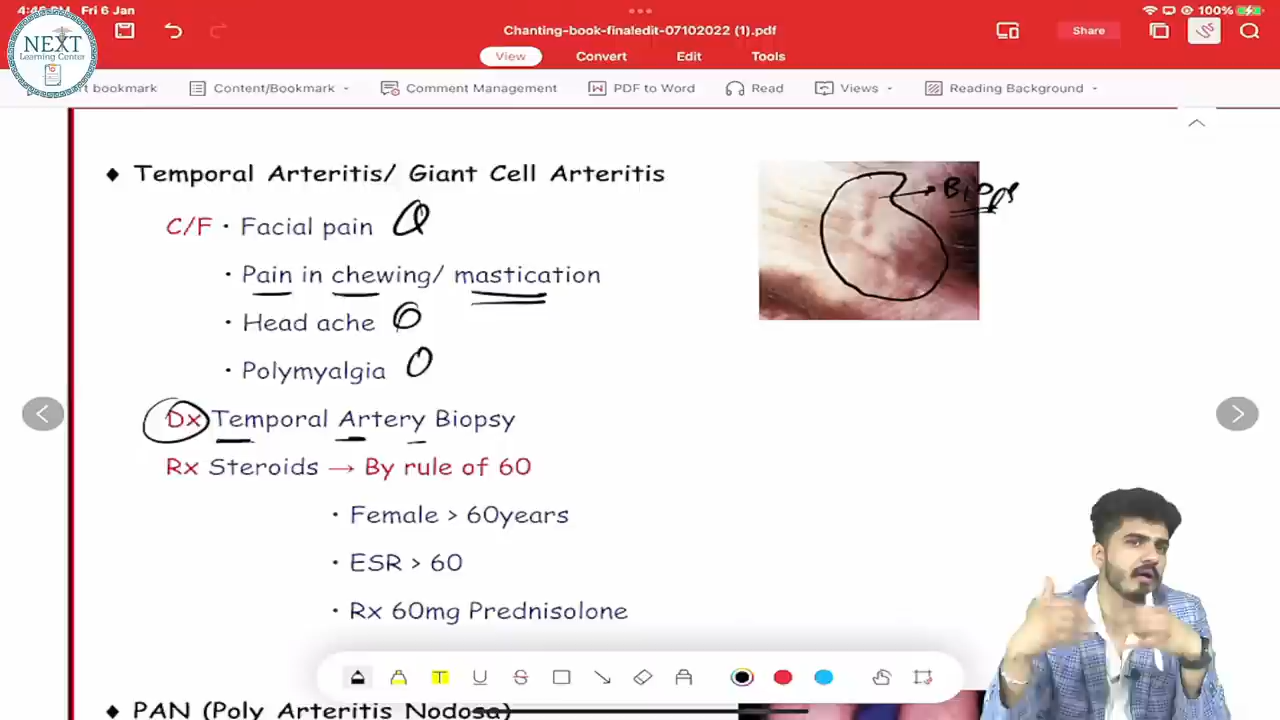 Fri 6 Jan
100%
NEXT
Learning Center
Chanting-book-finaledit-07102022 (1).pdf
Share
View Convert Edit Tools
bookmark Content/Bookmark Comment Management PDF to Word Read Views Reading Background
♦ Temporal Arteritis/ Giant Cell Arteritis
C/F • Facial pain
• Pain in chewing/ mastication
• Head ache
• Polymyalgia
Dx Temporal Artery Biopsy
Rx Steroids → By rule of 60
• Female > 60years
• ESR > 60
• Rx 60mg Prednisolone
♦ PAN (Poly Arteritis Nodosa)